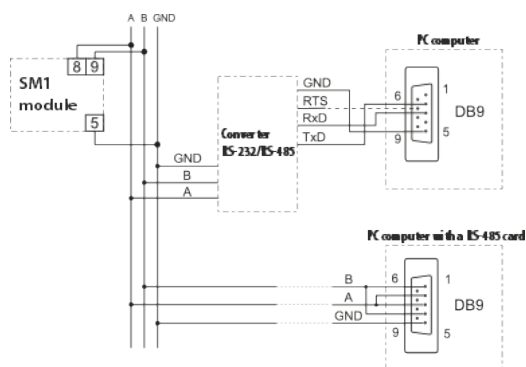 A B GND
PC computer
8 9
SM1
module
5
GND
RTS
RxD
TxD
6
1
9
5
DB9
Converter
RS-232/RS-485
GND
B
A
PC computer with a RS-485 card
B
A
GND
6
1
9
5
DB9